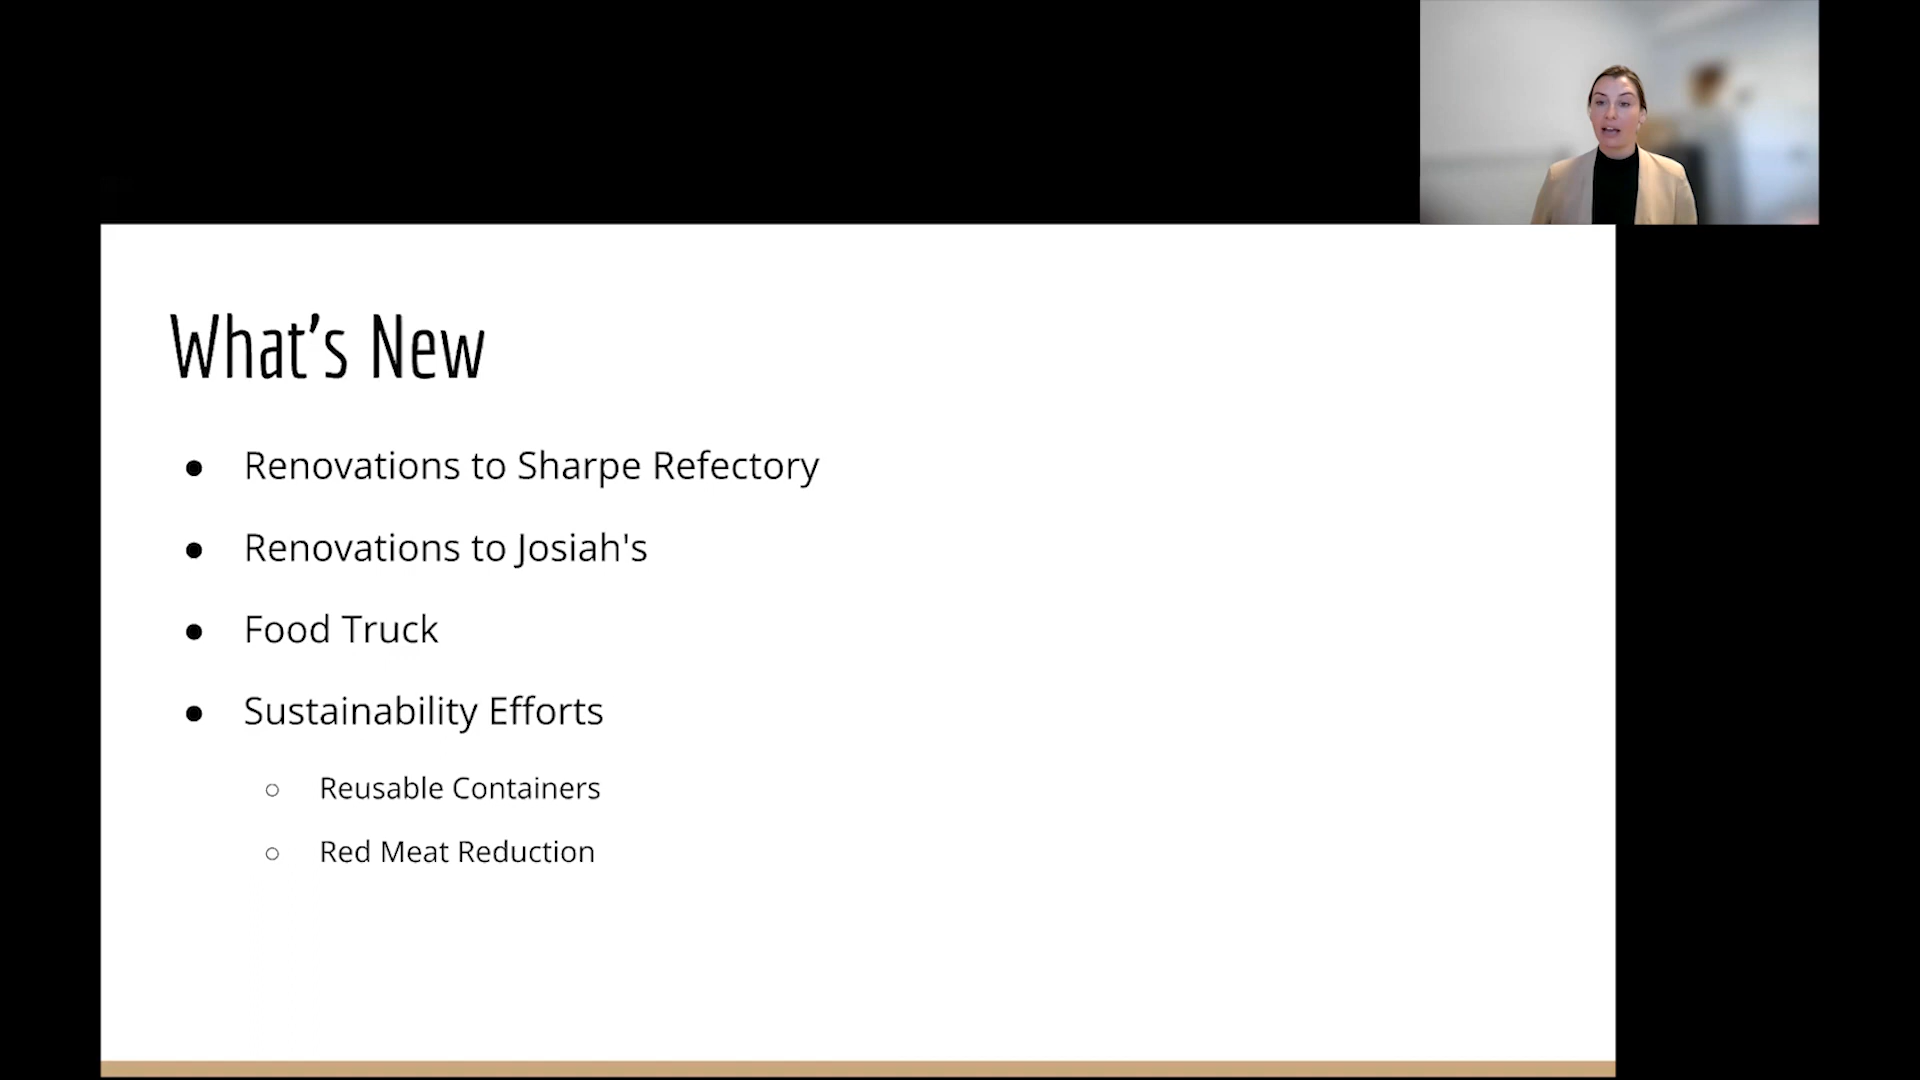 What’s New
● Renovations to Sharpe Refectory
● Renovations to Josiah's
● Food Truck
● Sustainability Efforts
○ Reusable Containers
○ Red Meat Reduction